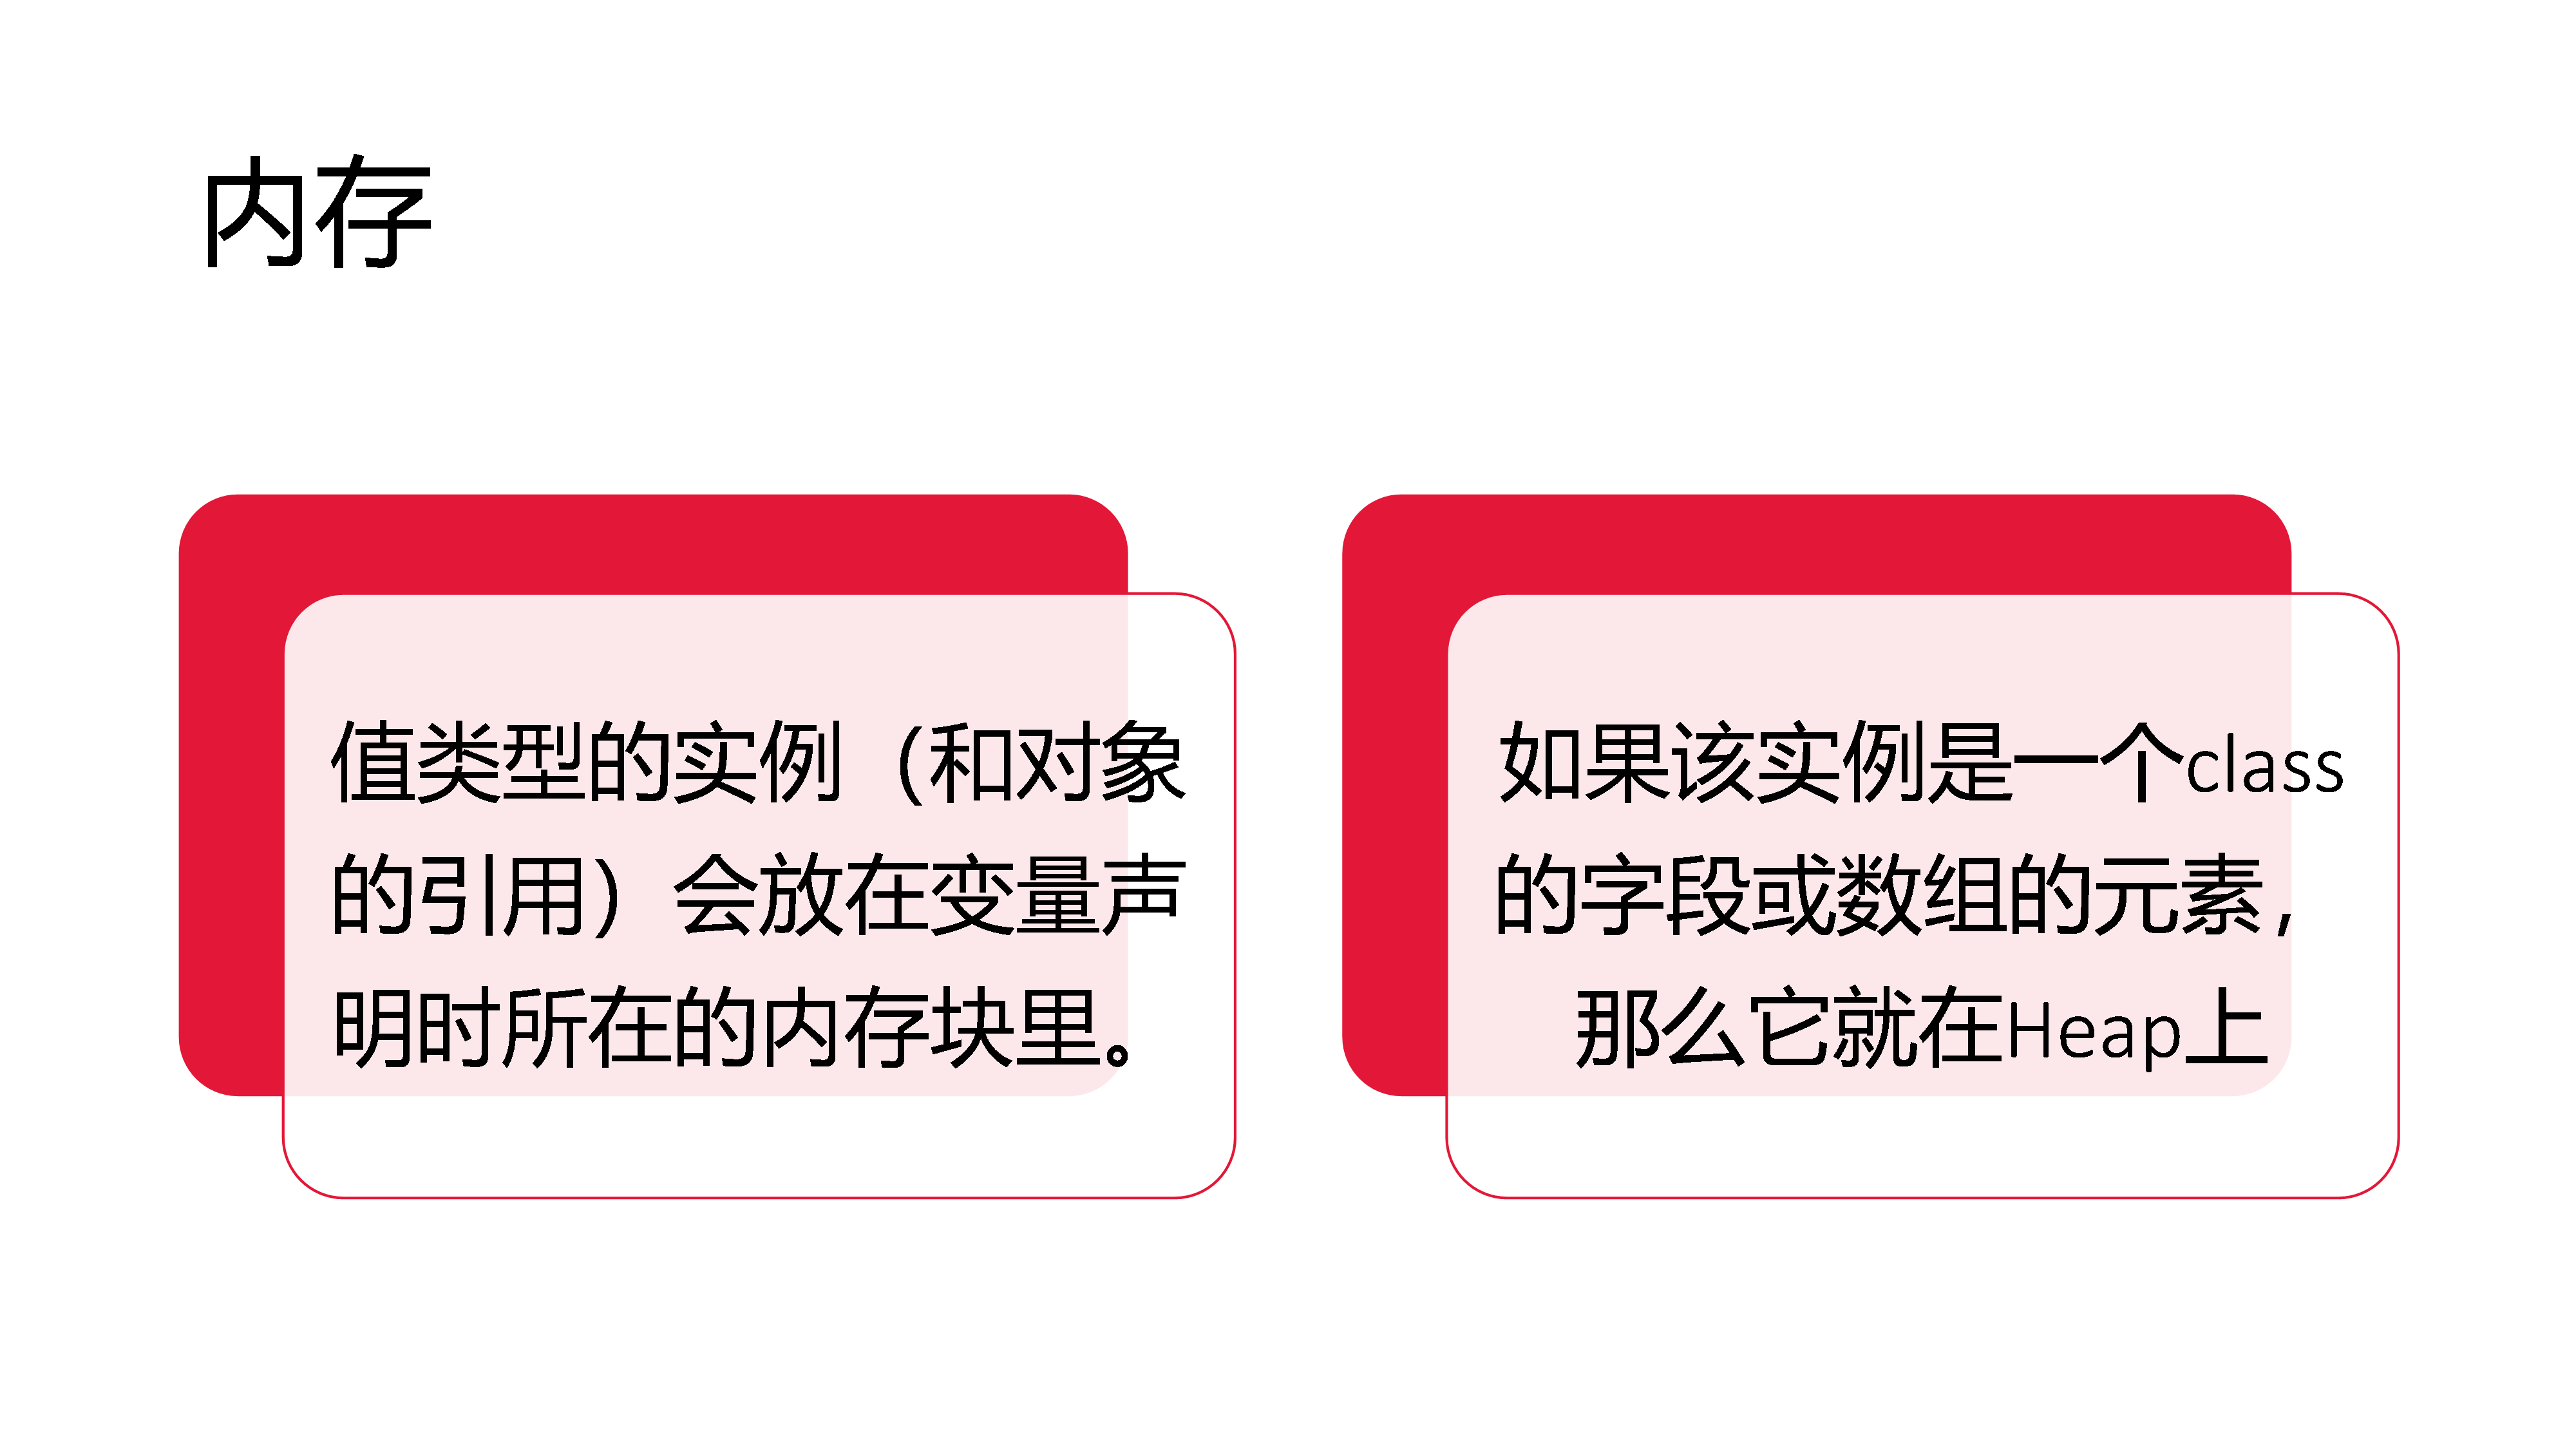 内存
值类型的实例（和对象
的引用）会放在变量声
明时所在的内存块里。
如果该实例是一个class
的字段或数组的元素，
那么它就在Heap上